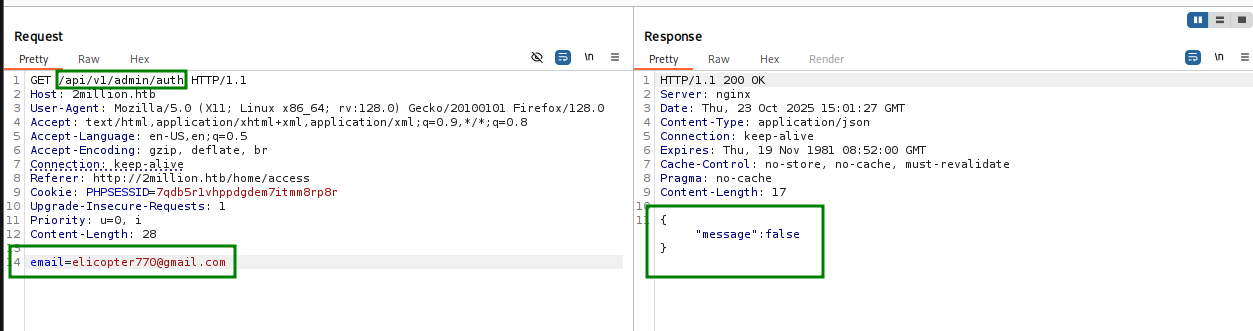 Request
Pretty Raw Hex \n
1 GET /api/v1/admin/auth HTTP/1.1
2 Host: 2million.htb
3 User-Agent: Mozilla/5.0 (X11; Linux x86_64; rv:128.0) Gecko/20100101 Firefox/128.0
4 Accept: text/html,application/xhtml+xml,application/xml;q=0.9,*/*;q=0.8
5 Accept-Language: en-US,en;q=0.5
6 Accept-Encoding: gzip, deflate, br
7 Connection: keep-alive
8 Referer: http://2million.htb/home/access
9 Cookie: PHPSESSID=7qdb5r1vhppdgdem7itmm8rp8r
10 Upgrade-Insecure-Requests: 1
11 Priority: u=0, i
12 Content-Length: 28
13
14 email=elicopter770@gmail.com
Response
Pretty Raw Hex Render \n
1 HTTP/1.1 200 OK
2 Server: nginx
3 Date: Thu, 23 Oct 2025 15:01:27 GMT
4 Content-Type: application/json
5 Connection: keep-alive
6 Expires: Thu, 19 Nov 1981 08:52:00 GMT
7 Cache-Control: no-store, no-cache, must-revalidate
8 Pragma: no-cache
9 Content-Length: 17
10
11 {
"message":false
}